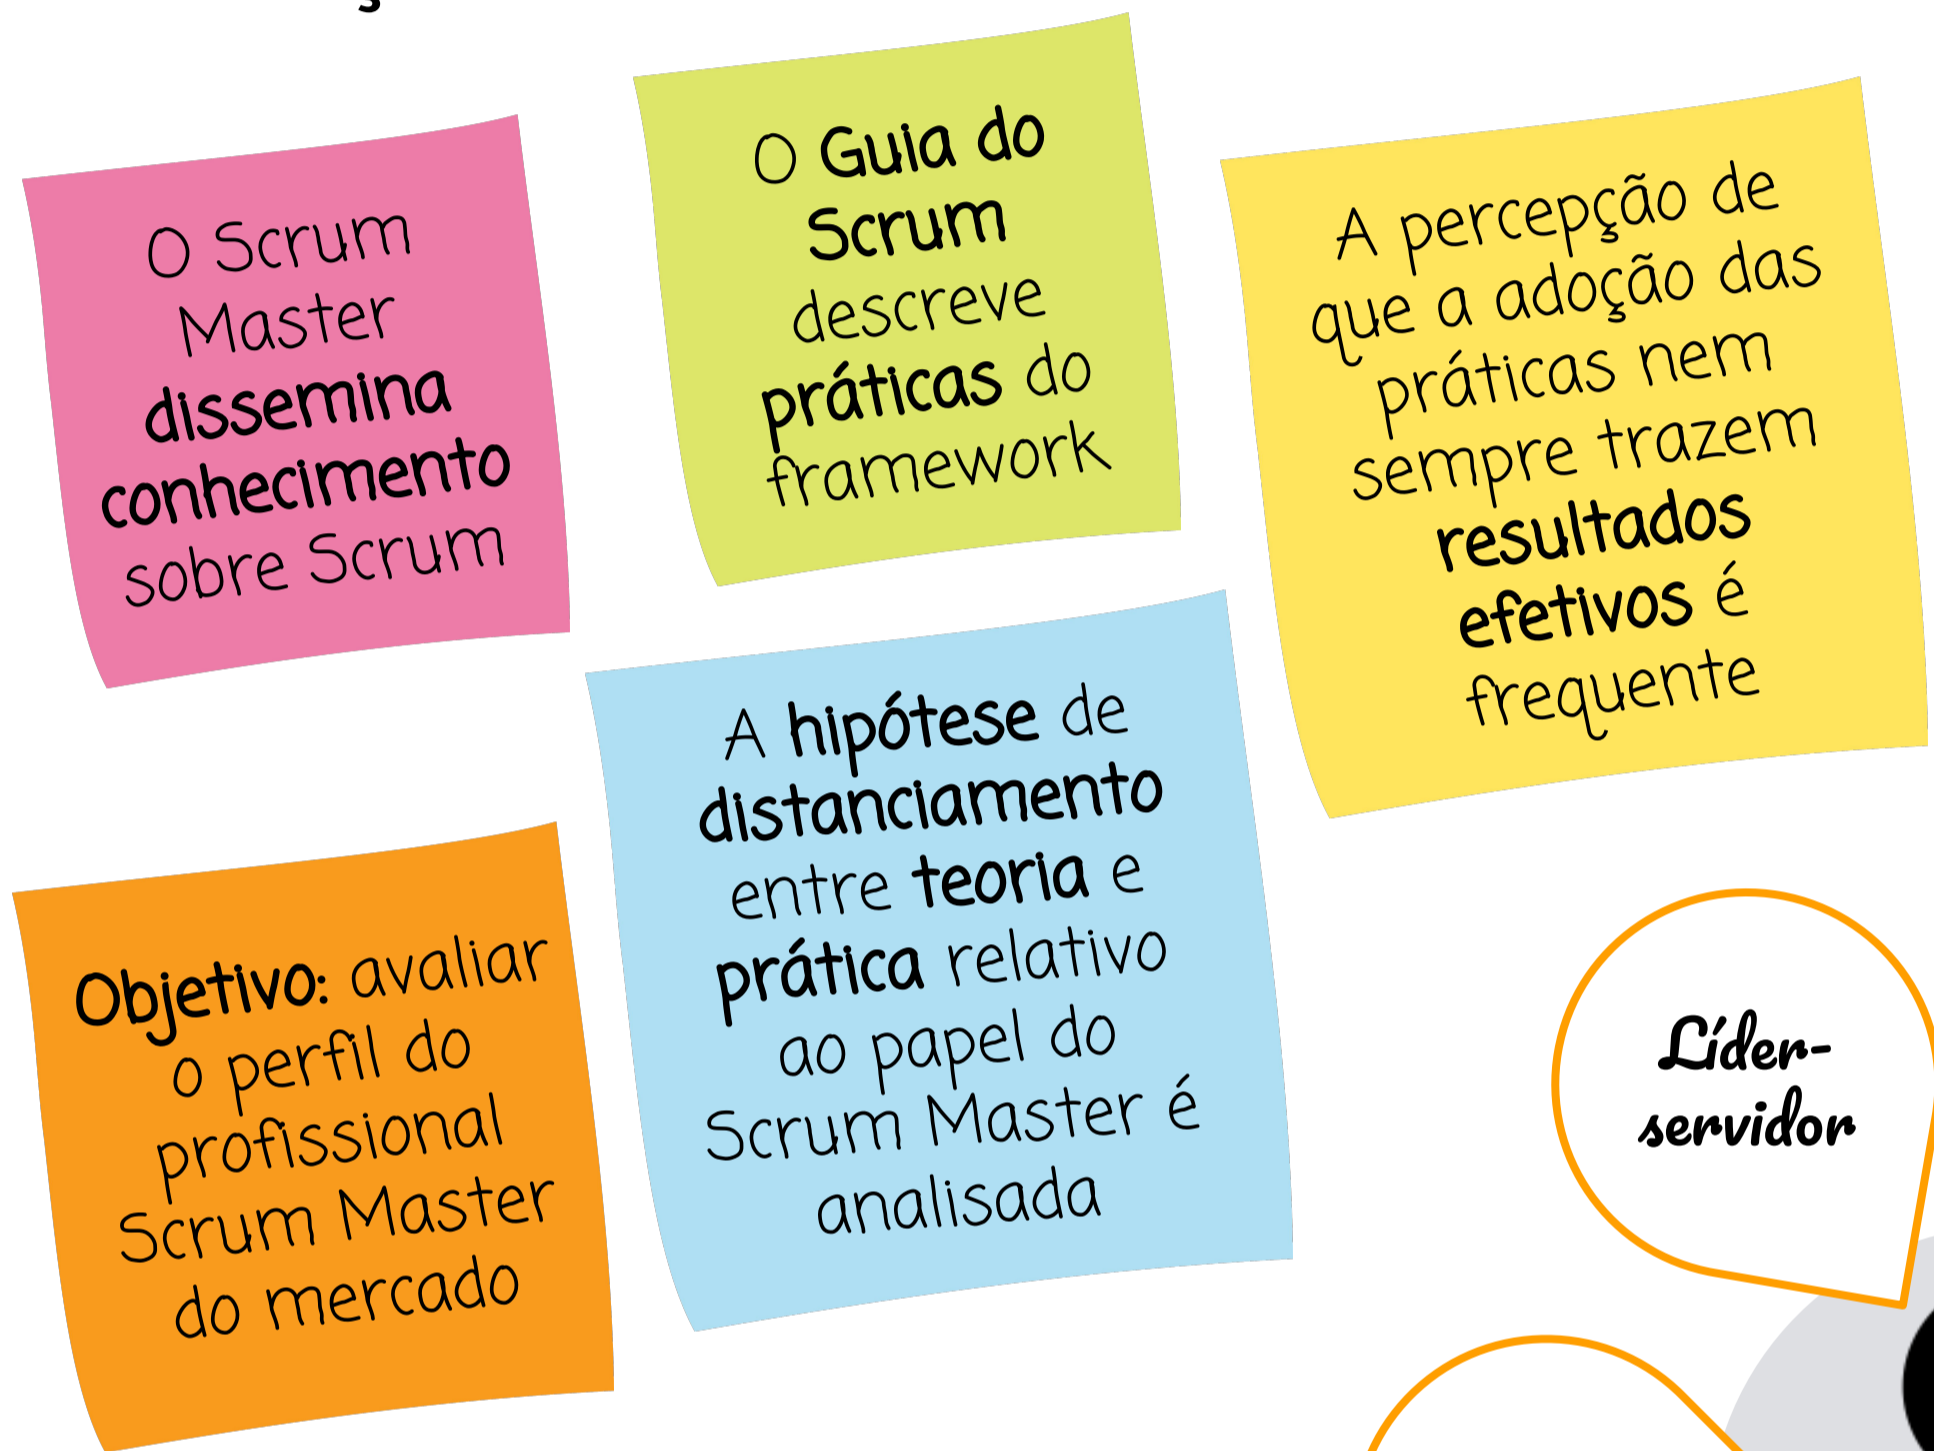 O Scrum
Master
dissemina
conhecimento
sobre Scrum
O Guia do
Scrum
descreve
práticas do
framework
A percepção de
que a adoção das
práticas nem
sempre trazem
resultados
efetivos é
frequente
A hipótese de
distanciamento
entre teoria e
prática relativo
ao papel do
Scrum Master é
analisada
Objetivo: avaliar
o perfil do
profissional
Scrum Master
do mercado
Líder-
servidor